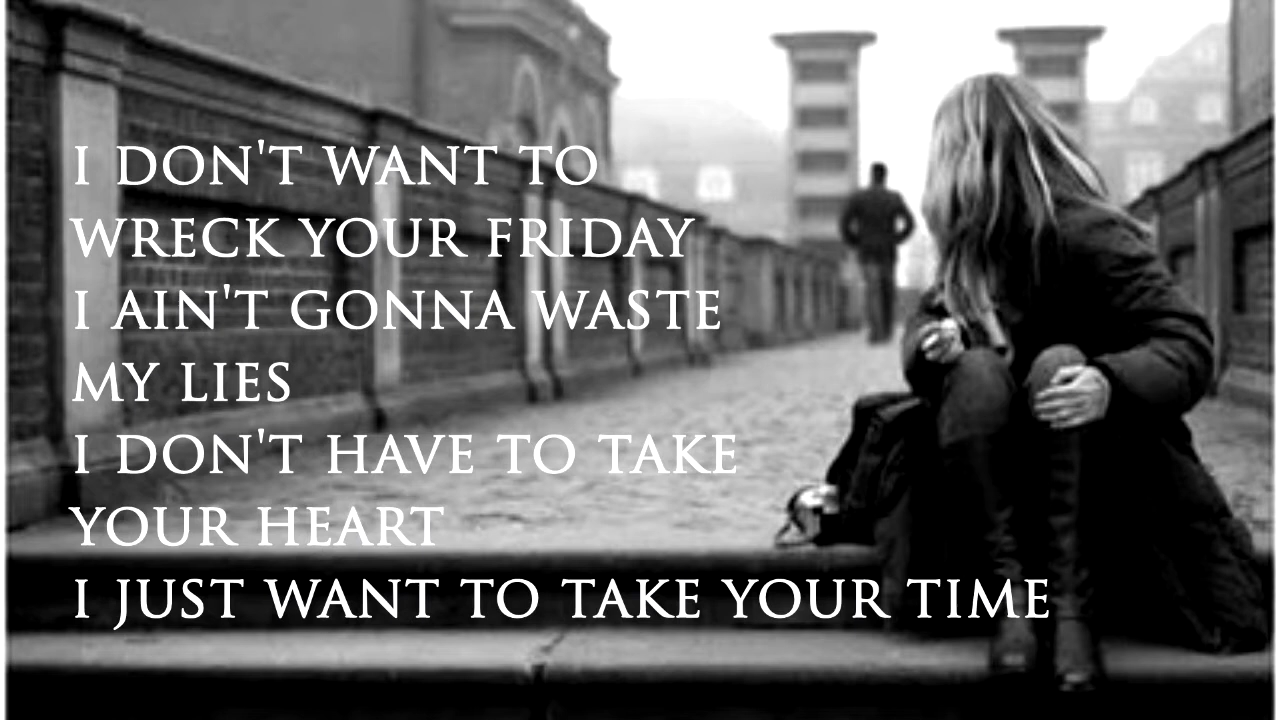 I DON'T WANT TO
WRECK YOUR FRIDAY
I AIN'T GONNA WASTE
MY LIES
I DON'T HAVE TO TAKE
YOUR HEART
I JUST WANT TO TAKE YOUR TIME